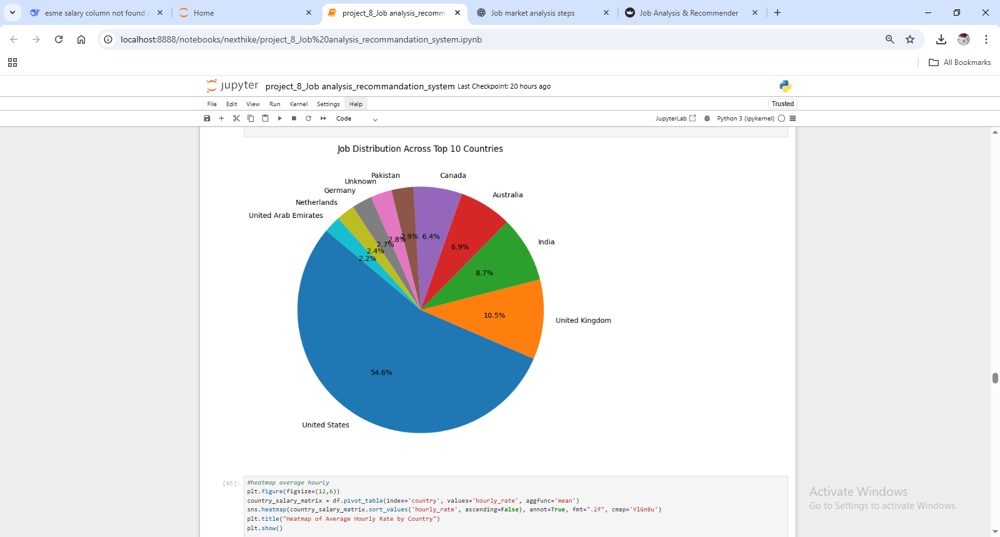 esme salary column not found
Home
project_8_Job analysis_recomm
Job market analysis steps
Job Analysis & Recommender
localhost:8888/notebooks/nexthike/project_8_Job%20analysis_recommandation_system.ipynb
All Bookmarks
jupyter project_8_Job analysis_recommandation_system Last Checkpoint: 20 hours ago
File Edit View Run Kernel Settings Help
Trusted
Code
JupyterLab
Python 3 (ipykernel)
Job Distribution Across Top 10 Countries
Pakistan
Canada
Unknown
Germany
Australia
Netherlands
United Arab Emirates
India
United Kingdom
United States
2.9%
6.4%
2.8%
2.7%
6.9%
2.4%
2.2%
8.7%
10.5%
54.6%
[65]:
#heatmap average hourly
plt.figure(figsize=(12,6))
country_salary_matrix = df.pivot_table(index='country', values='hourly_rate', aggfunc='mean')
sns.heatmap(country_salary_matrix.sort_values('hourly_rate', ascending=False), annot=True, fmt=".2f", cmap='YlGnBu')
plt.title("Heatmap of Average Hourly Rate by Country")
plt.show()
Activate Windows
Go to Settings to activate Windows.